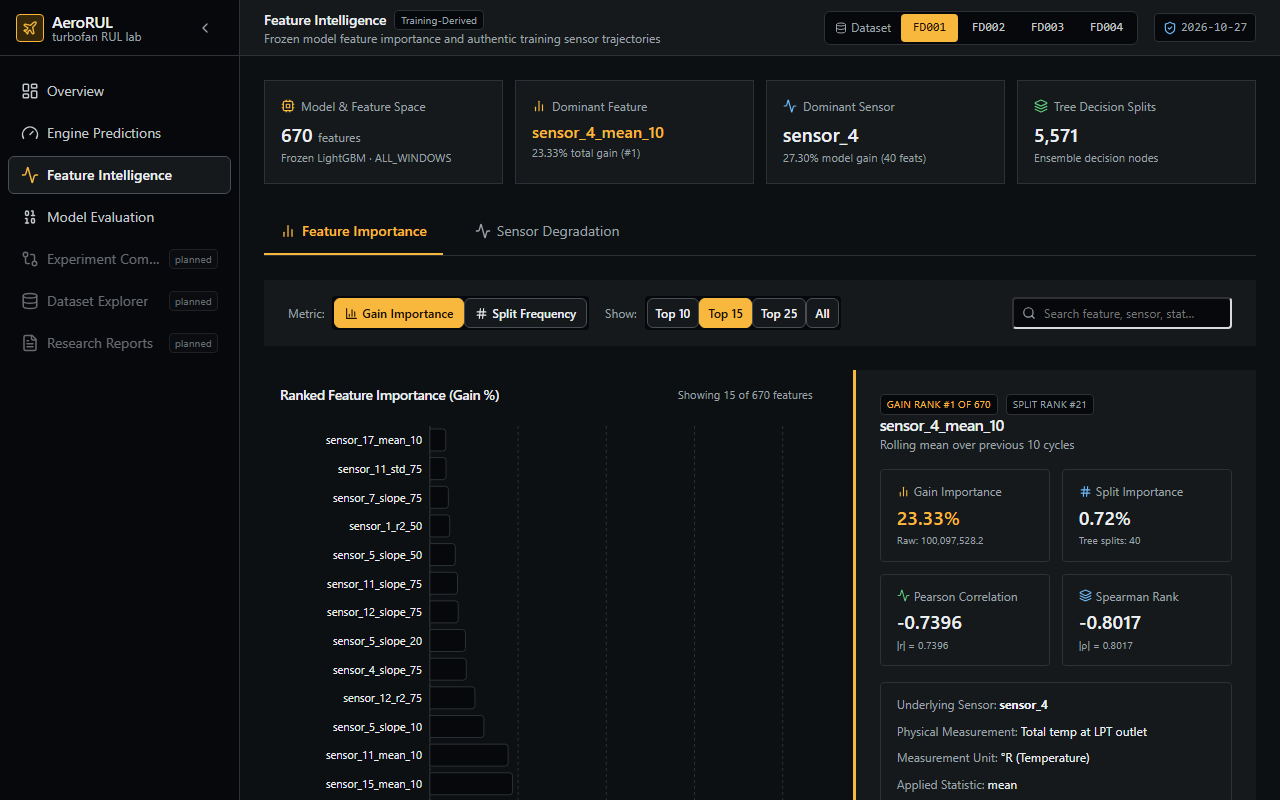 AeroRUL
turbofan RUL lab
Overview
Engine Predictions
Feature Intelligence
Model Evaluation
Experiment Com... planned
Dataset Explorer planned
Research Reports planned
Feature Intelligence Training-Derived
Frozen model feature importance and authentic training sensor trajectories
Dataset FD001 FD002 FD003 FD004
2026-10-27
Model & Feature Space
670 features
Frozen LightGBM · ALL_WINDOWS
Dominant Feature
sensor_4_mean_10
23.33% total gain (#1)
Dominant Sensor
sensor_4
27.30% model gain (40 feats)
Tree Decision Splits
5,571
Ensemble decision nodes
Feature Importance
Sensor Degradation
Metric: Gain Importance # Split Frequency Show: Top 10 Top 15 Top 25 All
Search feature, sensor, stat...
Ranked Feature Importance (Gain %)
Showing 15 of 670 features
sensor_17_mean_10
sensor_11_std_75
sensor_7_slope_75
sensor_1_r2_50
sensor_5_slope_50
sensor_11_slope_75
sensor_12_slope_75
sensor_5_slope_20
sensor_4_slope_75
sensor_12_r2_75
sensor_5_slope_10
sensor_11_mean_10
sensor_15_mean_10
GAIN RANK #1 OF 670 SPLIT RANK #21
sensor_4_mean_10
Rolling mean over previous 10 cycles
Gain Importance
23.33%
Raw: 100,097,528.2
# Split Importance
0.72%
Tree splits: 40
Pearson Correlation
-0.7396
|r| = 0.7396
Spearman Rank
-0.8017
|ρ| = 0.8017
Underlying Sensor: sensor_4
Physical Measurement: Total temp at LPT outlet
Measurement Unit: °R (Temperature)
Applied Statistic: mean